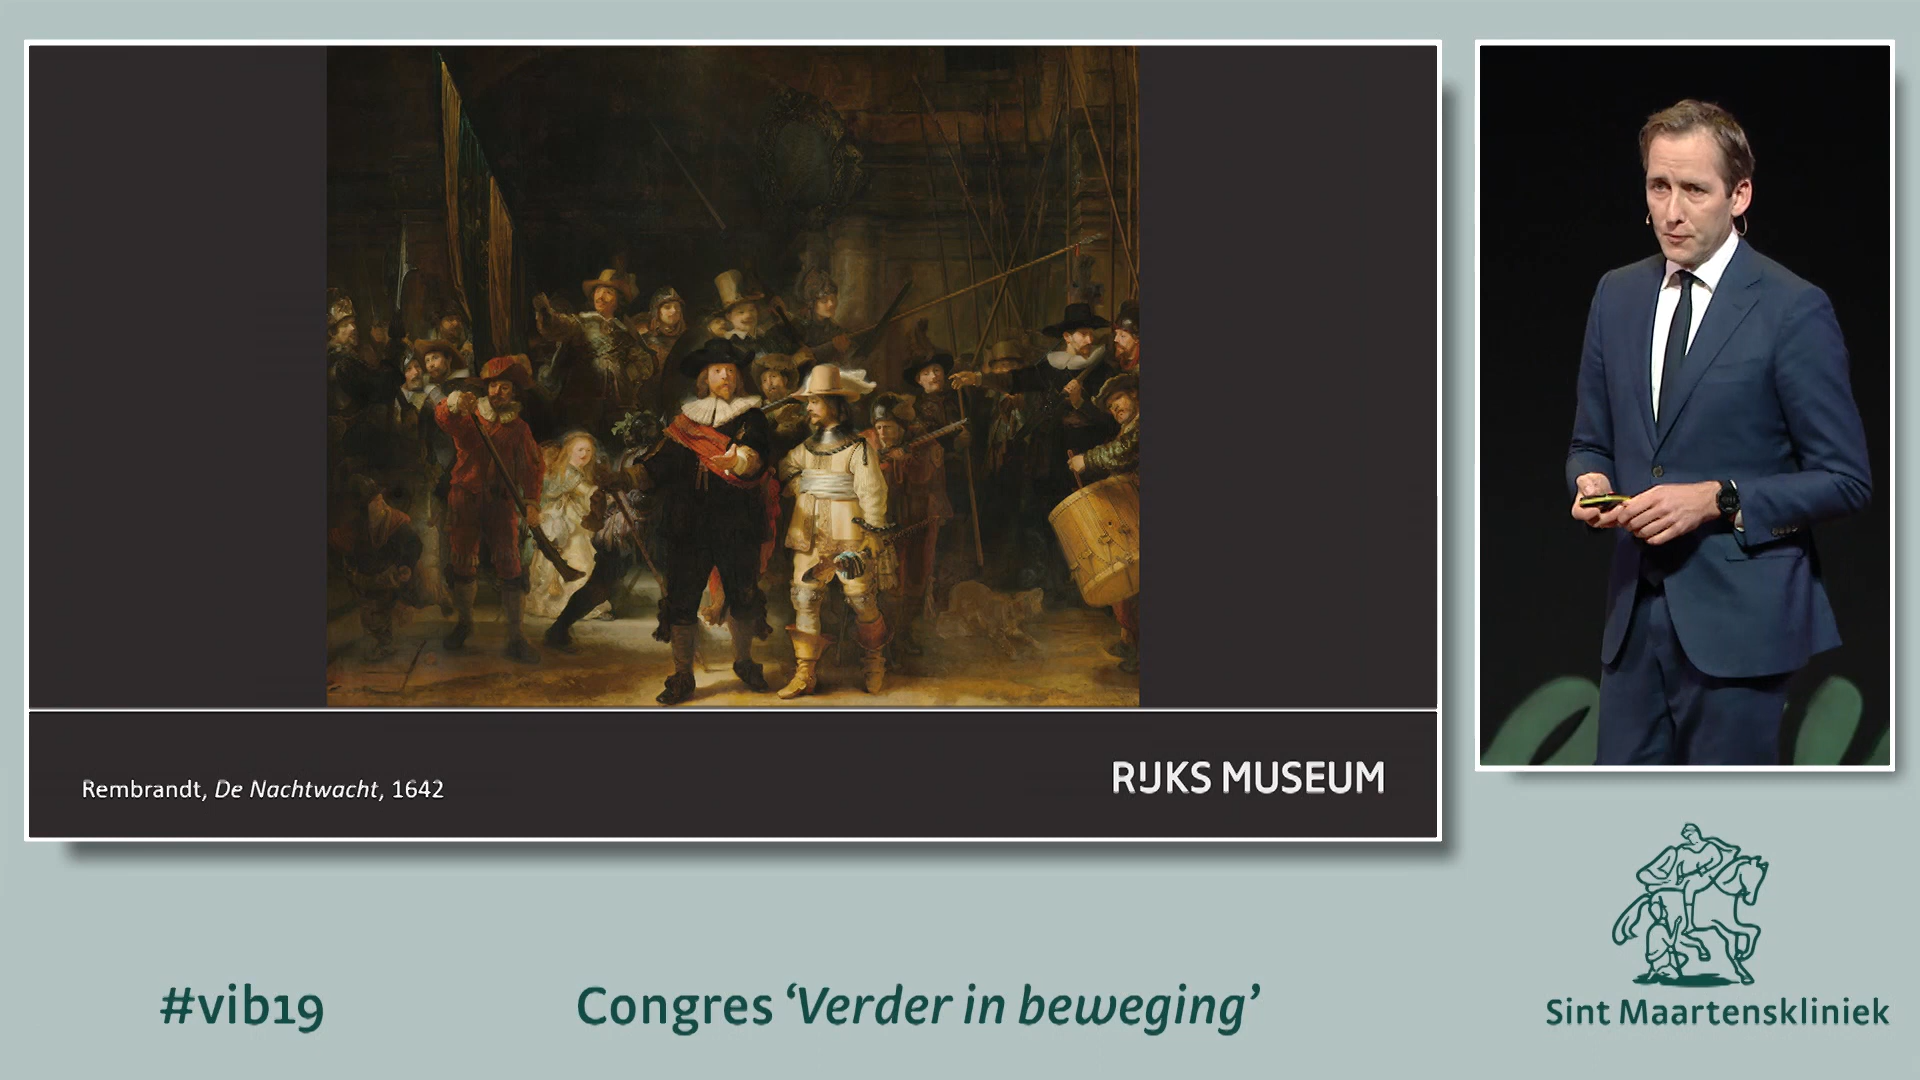 Rembrandt, De Nachtwacht, 1642
RIJKS MUSEUM
#vib19
Congres ‘Verder in beweging’
Sint Maartenskliniek